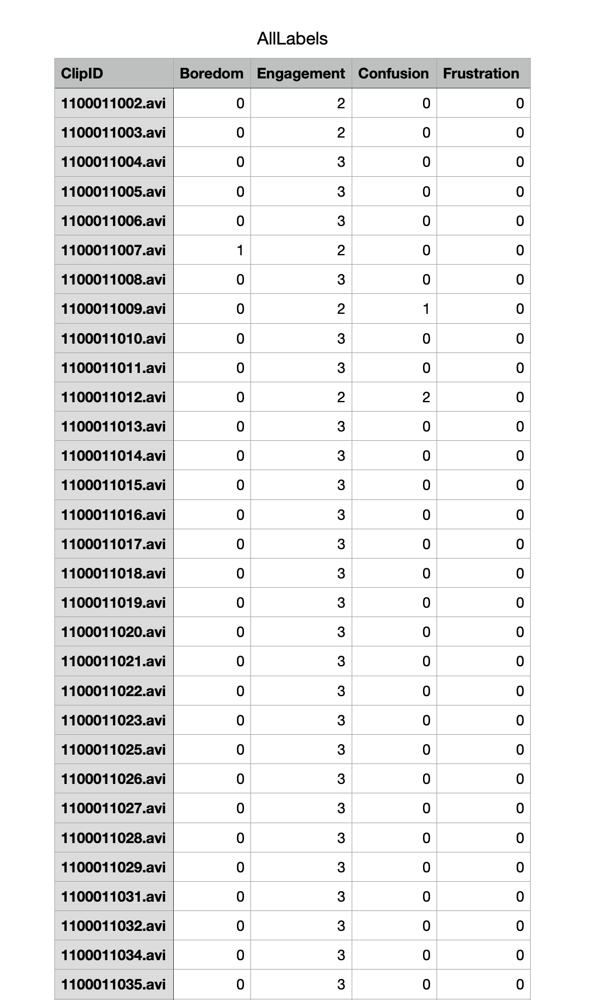 AllLabels
ClipID Boredom Engagement Confusion Frustration
1100011002.avi 0 2 0 0
1100011003.avi 0 2 0 0
1100011004.avi 0 3 0 0
1100011005.avi 0 3 0 0
1100011006.avi 0 3 0 0
1100011007.avi 1 2 0 0
1100011008.avi 0 3 0 0
1100011009.avi 0 2 1 0
1100011010.avi 0 3 0 0
1100011011.avi 0 3 0 0
1100011012.avi 0 2 2 0
1100011013.avi 0 3 0 0
1100011014.avi 0 3 0 0
1100011015.avi 0 3 0 0
1100011016.avi 0 3 0 0
1100011017.avi 0 3 0 0
1100011018.avi 0 3 0 0
1100011019.avi 0 3 0 0
1100011020.avi 0 3 0 0
1100011021.avi 0 3 0 0
1100011022.avi 0 3 0 0
1100011023.avi 0 3 0 0
1100011025.avi 0 3 0 0
1100011026.avi 0 3 0 0
1100011027.avi 0 3 0 0
1100011028.avi 0 3 0 0
1100011029.avi 0 3 0 0
1100011031.avi 0 3 0 0
1100011032.avi 0 3 0 0
1100011034.avi 0 3 0 0
1100011035.avi 0 3 0 0